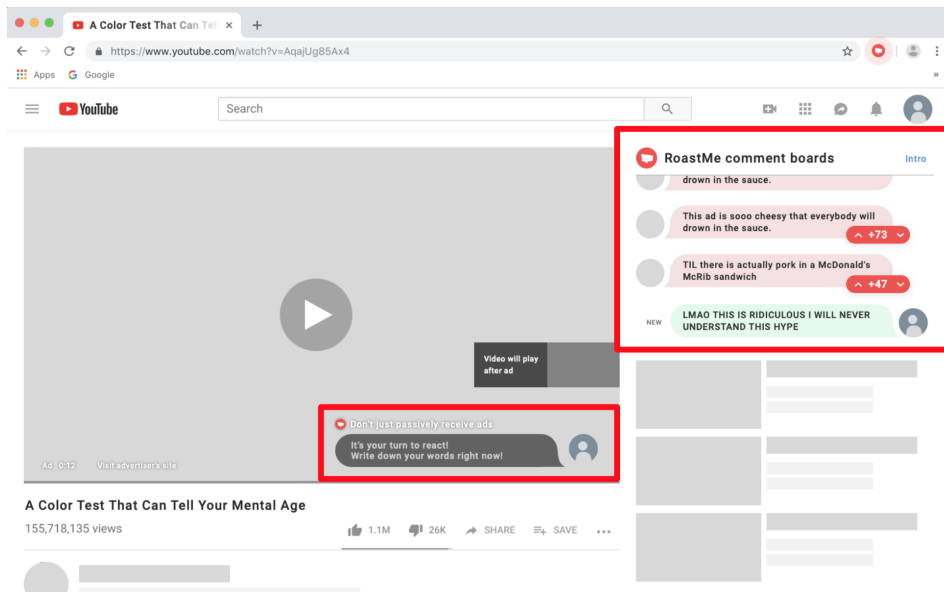 A Color Test That Can Tel
https://www.youtube.com/watch?v=AqajUg85Ax4
Apps
Google
»
YouTube
Search
RoastMe comment boards
Intro
drown in the sauce.
This ad is sooo cheesy that everybody will
drown in the sauce.
+73
TIL there is actually pork in a McDonald's
McRib sandwich
+47
NEW
LMAO THIS IS RIDICULOUS I WILL NEVER
UNDERSTAND THIS HYPE
Video will play
after ad
Don't just passively receive ads
It's your turn to react!
Write down your words right now!
Ad 0:12 Visit advertiser's site
A Color Test That Can Tell Your Mental Age
155,718,135 views
1.1M 26K SHARE SAVE